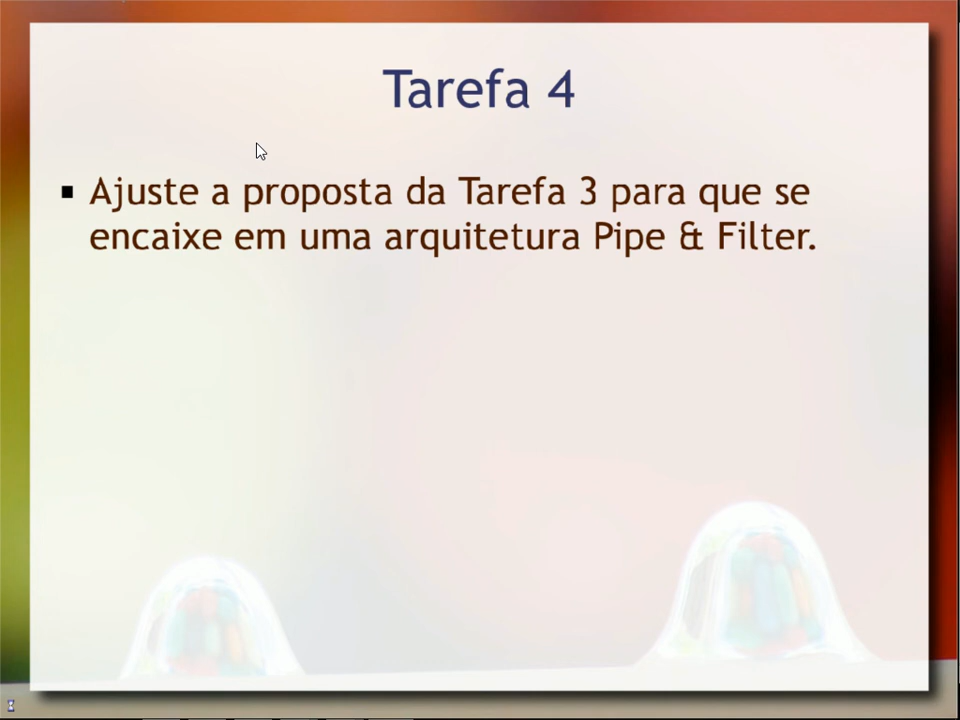 Tarefa 4
▪ Ajuste a proposta da Tarefa 3 para que se
encaixe em uma arquitetura Pipe & Filter.